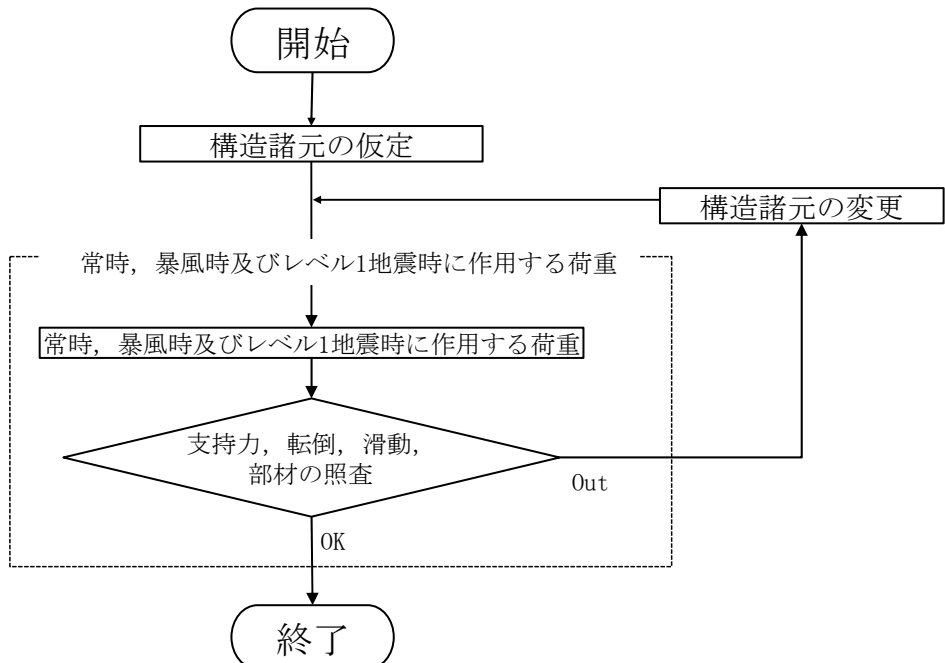 開始
構造諸元の仮定
構造諸元の変更
常時，暴風時及びレベル1地震時に作用する荷重
常時，暴風時及びレベル1地震時に作用する荷重
支持力，転倒，滑動，
部材の照査
Out
OK
終了